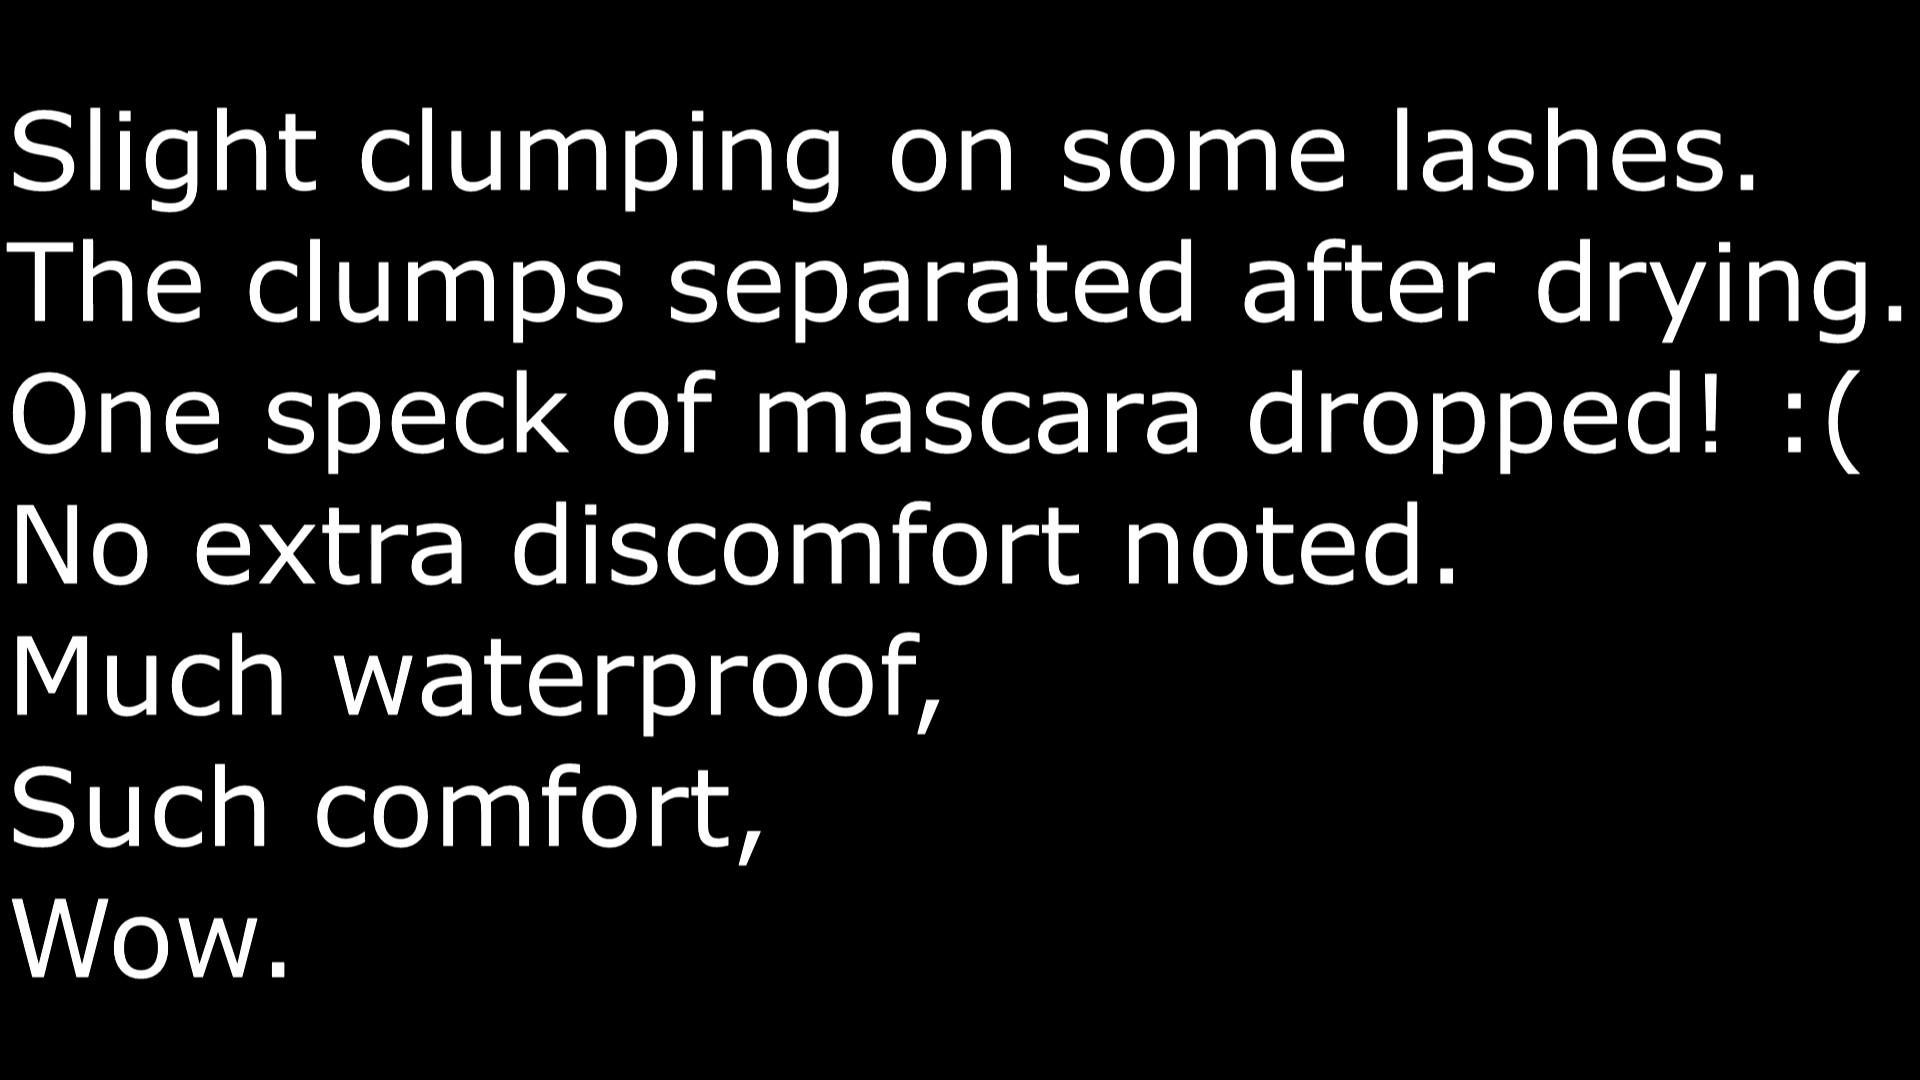 Slight clumping on some lashes.
The clumps separated after drying.
One speck of mascara dropped! :(
No extra discomfort noted.
Much waterproof,
Such comfort,
Wow.